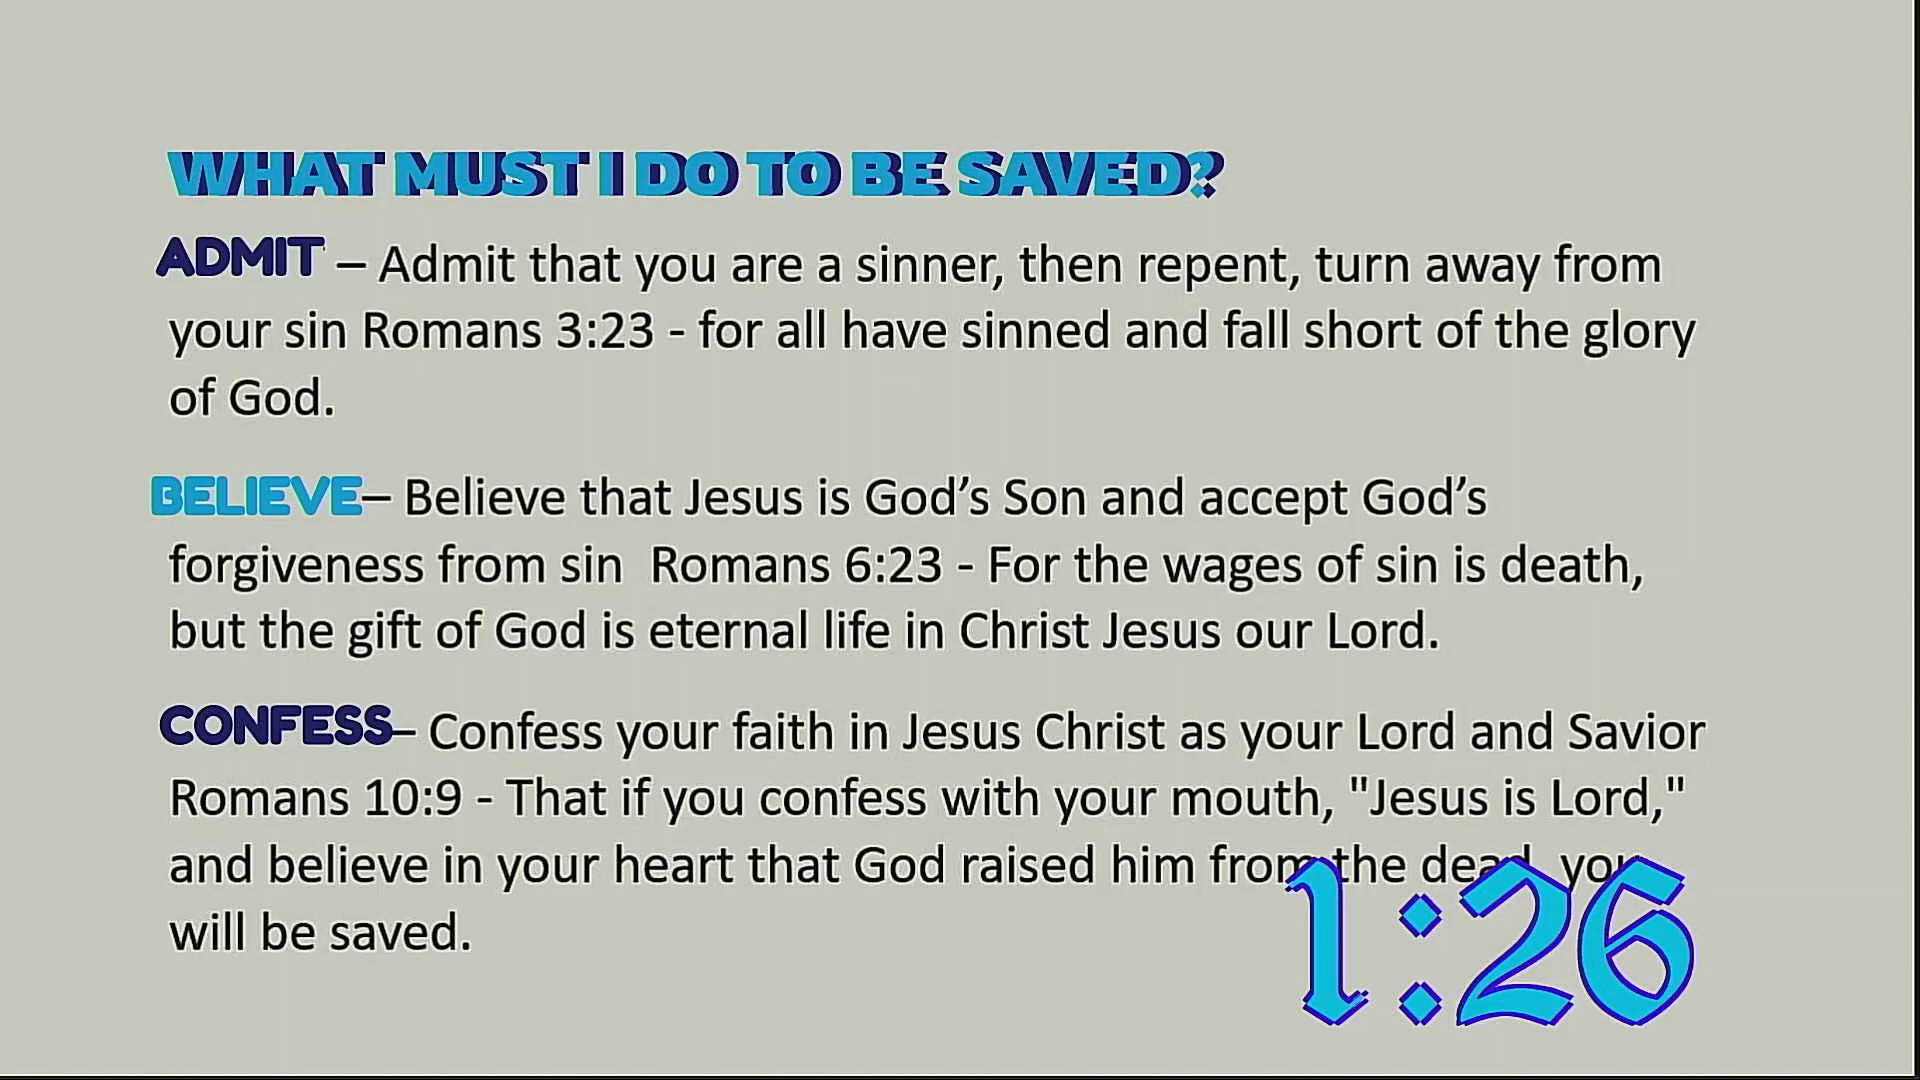 WHAT MUST I DO TO BE SAVED?
ADMIT – Admit that you are a sinner, then repent, turn away from
your sin Romans 3:23 - for all have sinned and fall short of the glory
of God.
BELIEVE– Believe that Jesus is God’s Son and accept God’s
forgiveness from sin  Romans 6:23 - For the wages of sin is death,
but the gift of God is eternal life in Christ Jesus our Lord.
CONFESS– Confess your faith in Jesus Christ as your Lord and Savior
Romans 10:9 - That if you confess with your mouth, "Jesus is Lord,"
and believe in your heart that God raised him from the dead, you
will be saved.
1:26